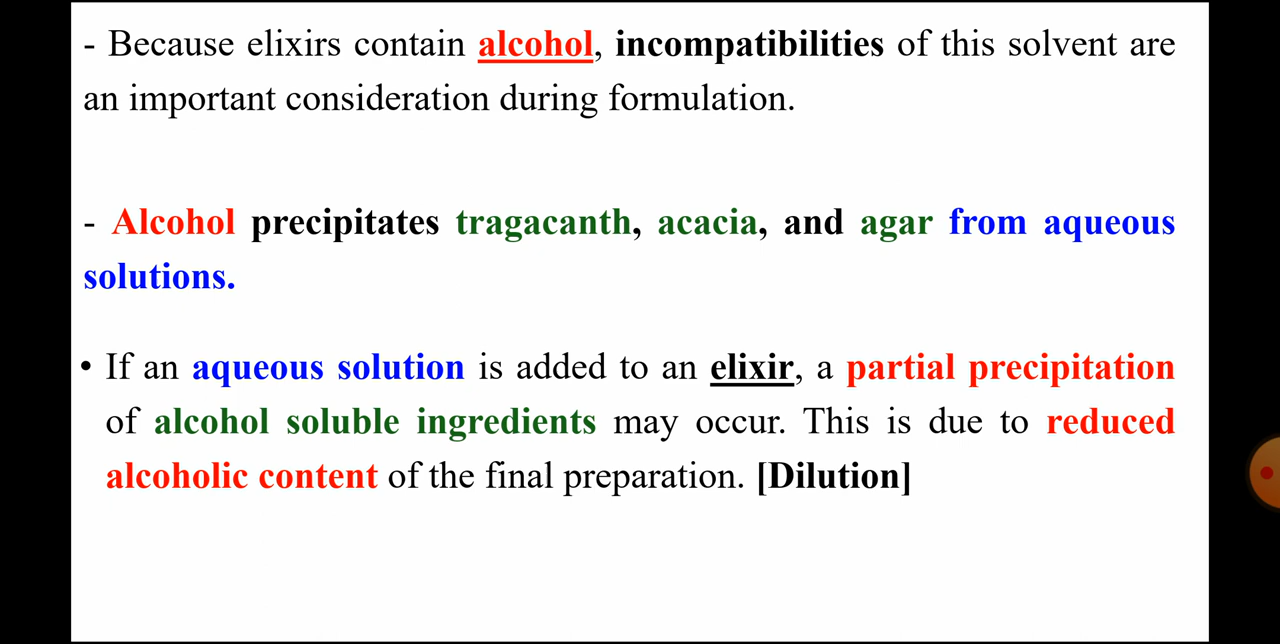 - Because elixirs contain alcohol, incompatibilities of this solvent are
an important consideration during formulation.
- Alcohol precipitates tragacanth, acacia, and agar from aqueous
solutions.
• If an aqueous solution is added to an elixir, a partial precipitation
of alcohol soluble ingredients may occur. This is due to reduced
alcoholic content of the final preparation. [Dilution]